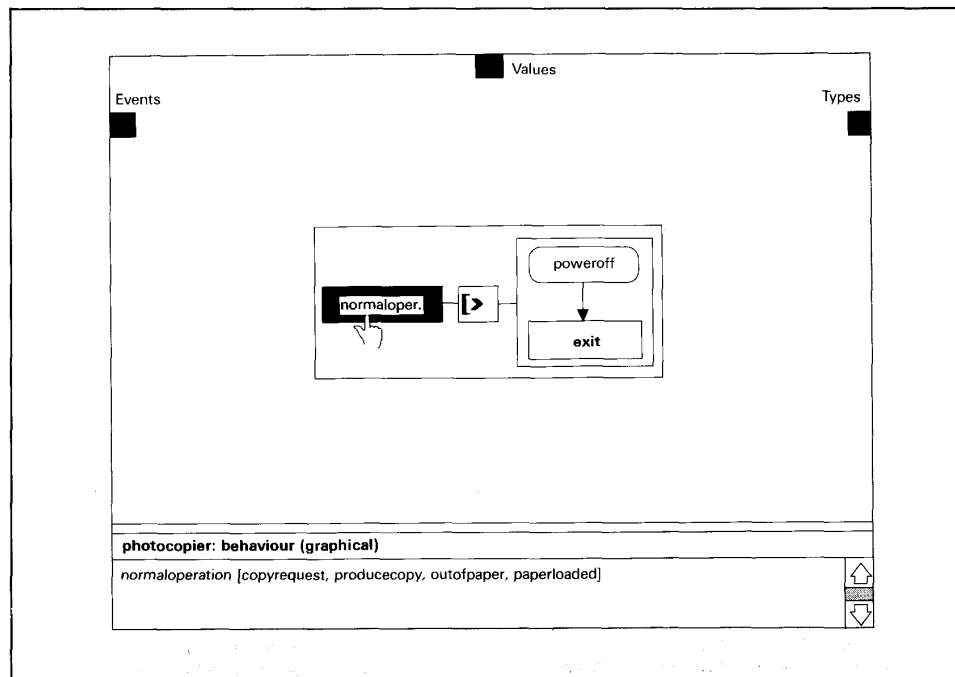 Values
Events
Types
poweroff
normaloper.
[>
exit
photocopier: behaviour (graphical)
normaloperation [copyrequest, producecopy, outofpaper, paperloaded]